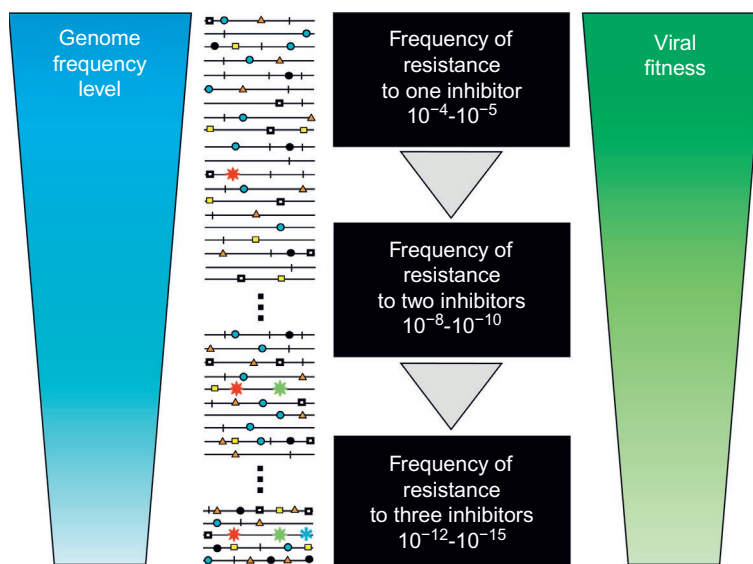 Genome
frequency
level
Frequency of
resistance
to one inhibitor
10⁻⁴-10⁻⁵
Frequency of
resistance
to two inhibitors
10⁻⁸-10⁻¹⁰
Frequency of
resistance
to three inhibitors
10⁻¹²-10⁻¹⁵
Viral
fitness